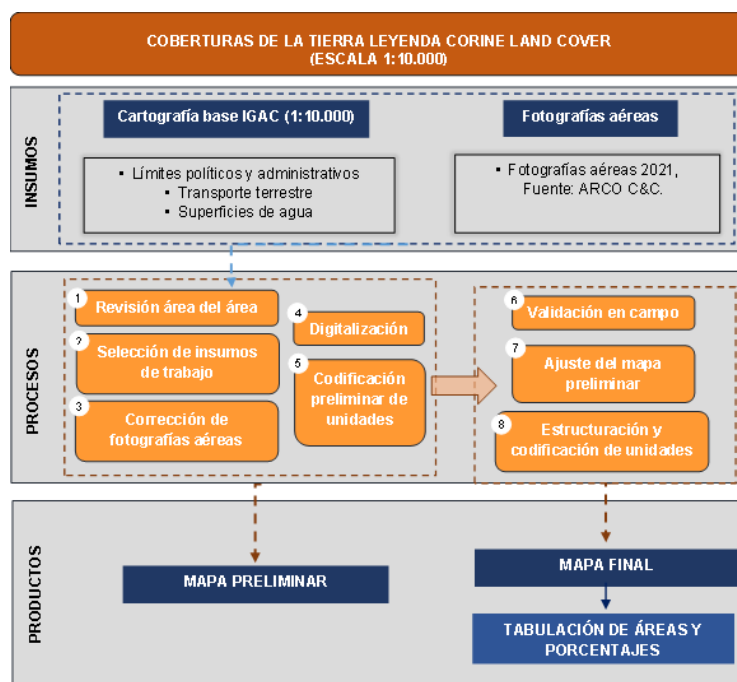 COBERTURAS DE LA TIERRA LEYENDA CORINE LAND COVER
(ESCALA 1:10.000)
INSUMOS
Cartografía base IGAC (1:10.000)
▪ Límites políticos y administrativos
▪ Transporte terrestre
▪ Superficies de agua
Fotografías aéreas
▪ Fotografías aéreas 2021,
Fuente: ARCO C&C.
PROCESOS
1
Revisión área del área
2
Selección de insumos
de trabajo
3
Corrección de
fotografías aéreas
4
Digitalización
5
Codificación
preliminar de
unidades
6
Validación en campo
7
Ajuste del mapa
preliminar
8
Estructuración y
codificación de unidades
PRODUCTOS
MAPA PRELIMINAR
MAPA FINAL
TABULACIÓN DE ÁREAS Y
PORCENTAJES